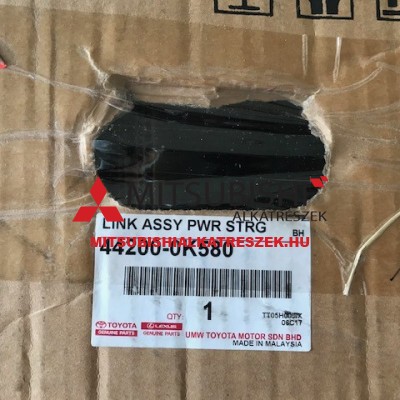 MITSUBISHI
ALKATRESZEK
LINK ASSY PWR STRG
BH
MITSUBISHIALKATRESZEK.HU
44200-0K580
QTY: 1
06C17
TOYOTA
GENUINE PARTS
LEXUS
GENUINE PARTS
UMW TOYOTA MOTOR SDN BHD
MADE IN MALAYSIA